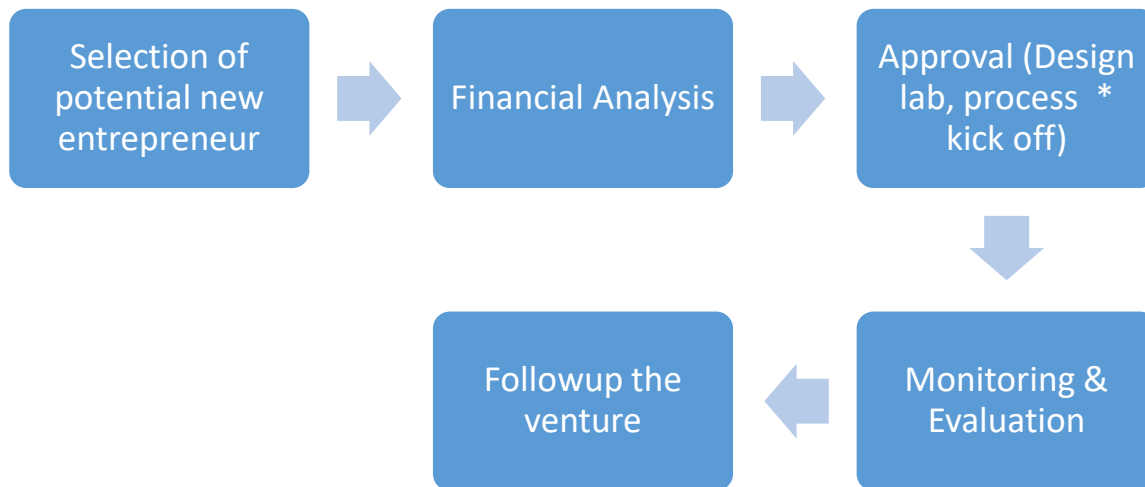 Selection of
potential new
entrepreneur
Financial Analysis
Approval (Design
lab, process  *
kick off)
Monitoring &
Evaluation
Followup the
venture